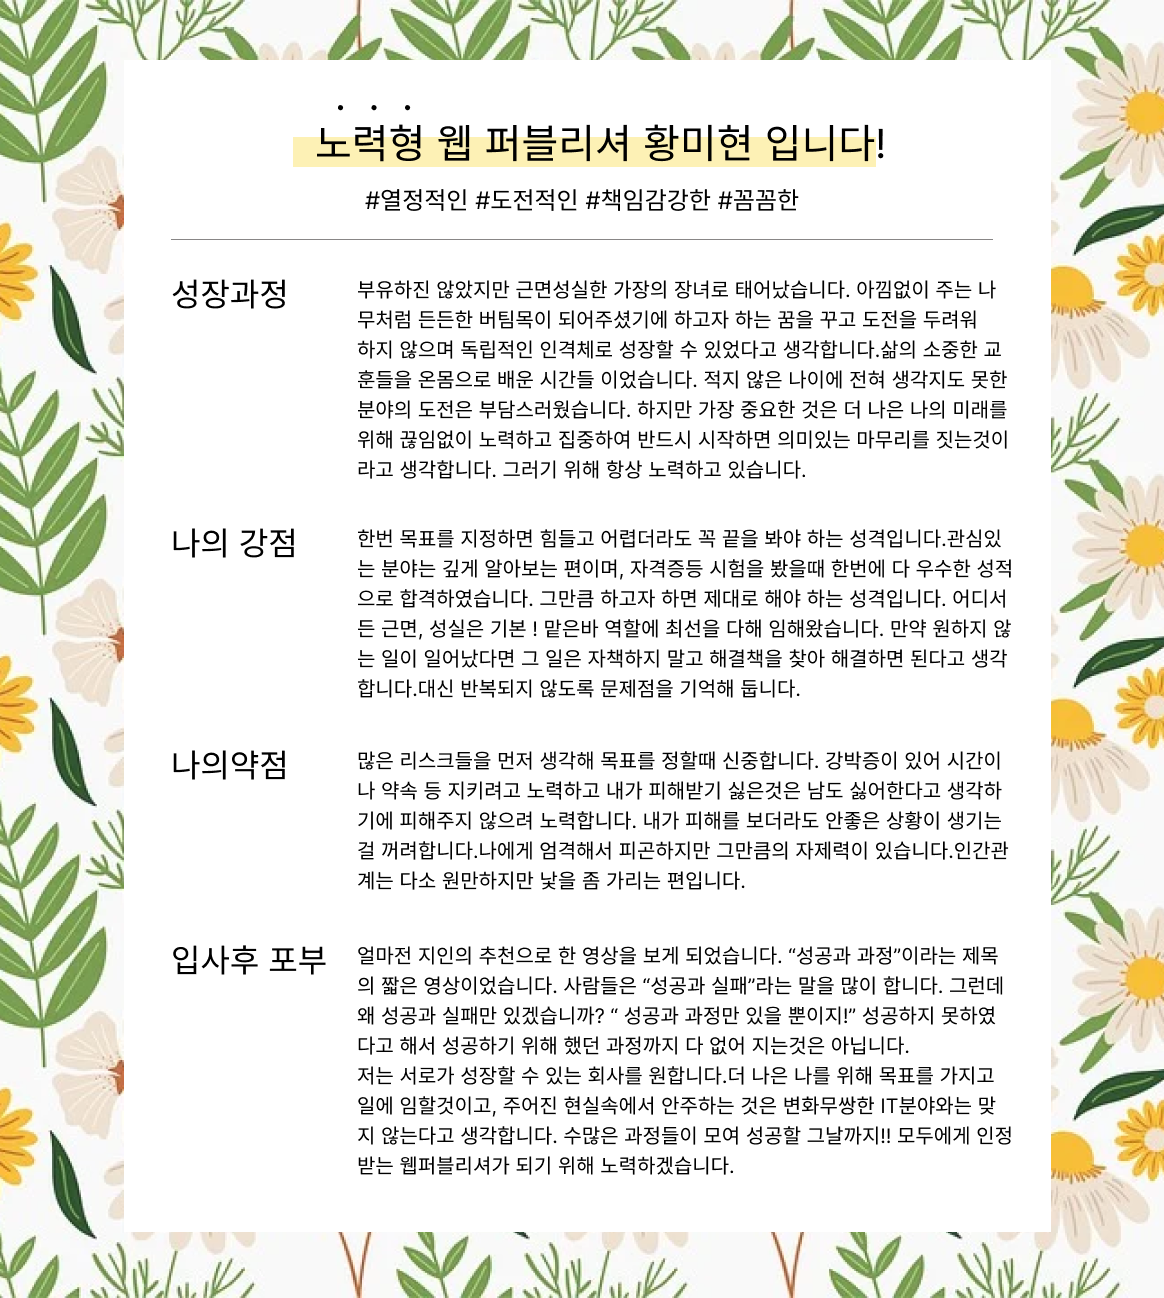 노력형 웹 퍼블리셔 황미현 입니다!
#열정적인 #도전적인 #책임감강한 #꼼꼼한
성장과정
부유하진 않았지만 근면성실한 가장의 장녀로 태어났습니다. 아낌없이 주는 나
무처럼 든든한 버팀목이 되어주셨기에 하고자 하는 꿈을 꾸고 도전을 두려워
하지 않으며 독립적인 인격체로 성장할 수 있었다고 생각합니다.삶의 소중한 교
훈들을 온몸으로 배운 시간들 이었습니다. 적지 않은 나이에 전혀 생각지도 못한
분야의 도전은 부담스러웠습니다. 하지만 가장 중요한 것은 더 나은 나의 미래를
위해 끊임없이 노력하고 집중하여 반드시 시작하면 의미있는 마무리를 짓는것이
라고 생각합니다. 그러기 위해 항상 노력하고 있습니다.
나의 강점
한번 목표를 지정하면 힘들고 어렵더라도 꼭 끝을 봐야 하는 성격입니다.관심있
는 분야는 깊게 알아보는 편이며, 자격증등 시험을 봤을때 한번에 다 우수한 성적
으로 합격하였습니다. 그만큼 하고자 하면 제대로 해야 하는 성격입니다. 어디서
든 근면, 성실은 기본 ! 맡은바 역할에 최선을 다해 임해왔습니다. 만약 원하지 않
는 일이 일어났다면 그 일은 자책하지 말고 해결책을 찾아 해결하면 된다고 생각
합니다.대신 반복되지 않도록 문제점을 기억해 둡니다.
나의약점
많은 리스크들을 먼저 생각해 목표를 정할때 신중합니다. 강박증이 있어 시간이
나 약속 등 지키려고 노력하고 내가 피해받기 싫은것은 남도 싫어한다고 생각하
기에 피해주지 않으려 노력합니다. 내가 피해를 보더라도 안좋은 상황이 생기는
걸 꺼려합니다.나에게 엄격해서 피곤하지만 그만큼의 자제력이 있습니다.인간관
계는 다소 원만하지만 낯을 좀 가리는 편입니다.
입사후 포부
얼마전 지인의 추천으로 한 영상을 보게 되었습니다. “성공과 과정”이라는 제목
의 짧은 영상이었습니다. 사람들은 “성공과 실패”라는 말을 많이 합니다. 그런데
왜 성공과 실패만 있겠습니까? “ 성공과 과정만 있을 뿐이지!” 성공하지 못하였
다고 해서 성공하기 위해 했던 과정까지 다 없어 지는것은 아닙니다.
저는 서로가 성장할 수 있는 회사를 원합니다.더 나은 나를 위해 목표를 가지고
일에 임할것이고, 주어진 현실속에서 안주하는 것은 변화무쌍한 IT분야와는 맞
지 않는다고 생각합니다. 수많은 과정들이 모여 성공할 그날까지!! 모두에게 인정
받는 웹퍼블리셔가 되기 위해 노력하겠습니다.